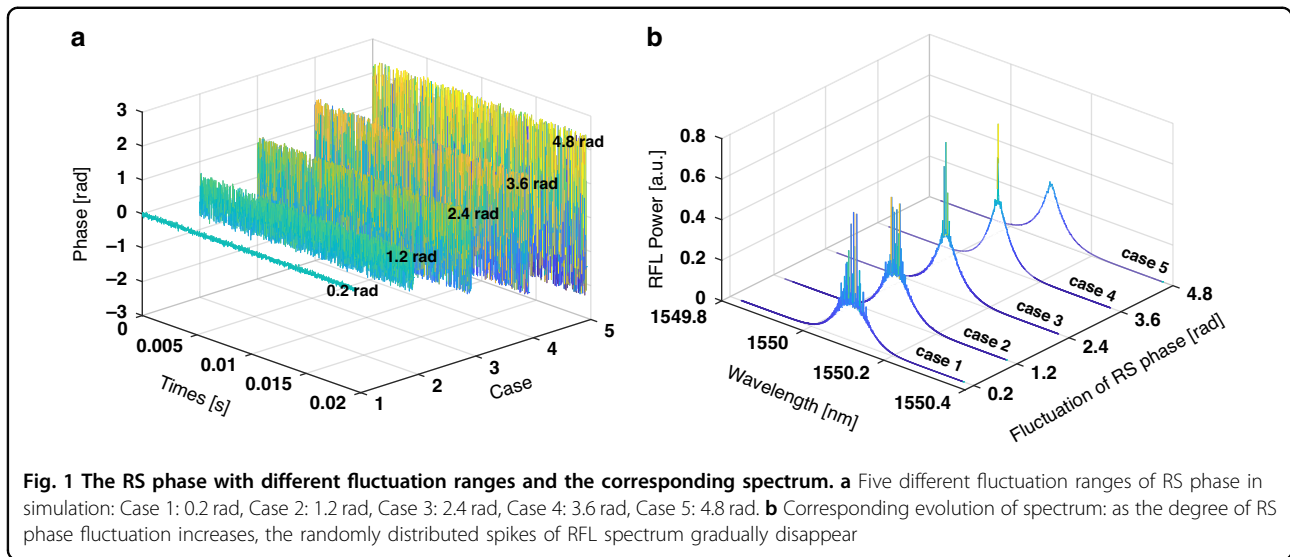 a
3
2
1
0
−1
−2
−3
Phase [rad]
0
0.005
0.01
0.015
0.02
Times [s]
1
2
3
4
5
Case
0.2 rad
1.2 rad
2.4 rad
3.6 rad
4.8 rad
b
0.8
0.6
0.4
0.2
0
RFL Power [a.u.]
1549.8
1550
1550.2
1550.4
Wavelength [nm]
0.2
1.2
2.4
3.6
4.8
Fluctuation of RS phase [rad]
case 1
case 2
case 3
case 4
case 5
Fig. 1 The RS phase with different fluctuation ranges and the corresponding spectrum. a Five different fluctuation ranges of RS phase in
simulation: Case 1: 0.2 rad, Case 2: 1.2 rad, Case 3: 2.4 rad, Case 4: 3.6 rad, Case 5: 4.8 rad. b Corresponding evolution of spectrum: as the degree of RS
phase fluctuation increases, the randomly distributed spikes of RFL spectrum gradually disappear